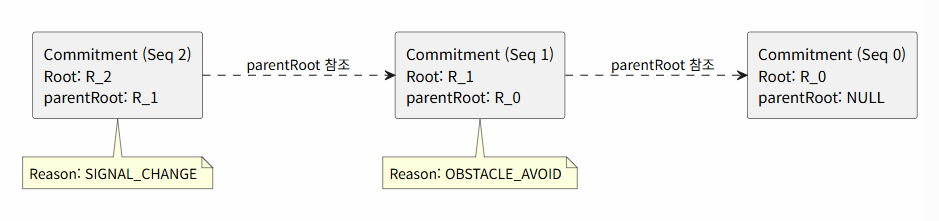 Commitment (Seq 2)
Root: R_2
parentRoot: R_1
parentRoot 참조
Commitment (Seq 1)
Root: R_1
parentRoot: R_0
parentRoot 참조
Commitment (Seq 0)
Root: R_0
parentRoot: NULL
Reason: SIGNAL_CHANGE
Reason: OBSTACLE_AVOID